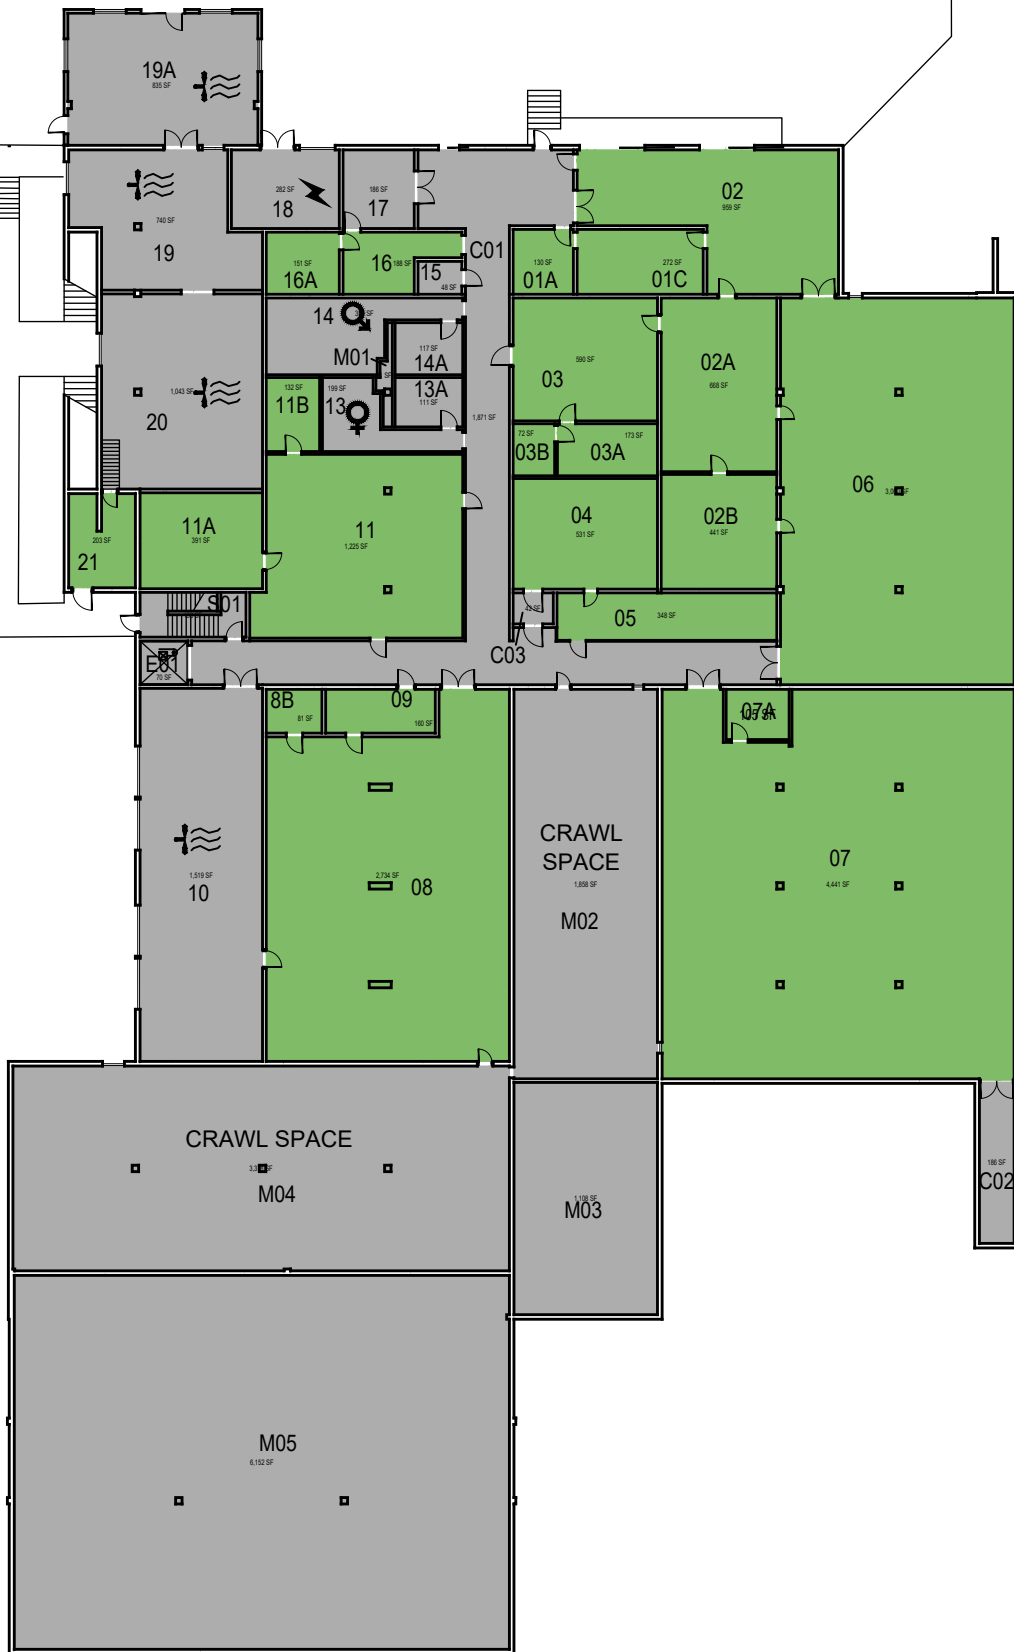 19A
835 SF
740 SF
19
282 SF
18
186 SF
17
02
959 SF
C01
151 SF
16A
16
188 SF
15
48 SF
130 SF
01A
272 SF
01C
14
M01
117 SF
14A
590 SF
03
02A
668 SF
1,043 SF
20
132 SF
11B
199 SF
13
13A
111 SF
1,871 SF
72 SF
03B
173 SF
03A
06
11A
391 SF
11
1,225 SF
04
531 SF
02B
441 SF
203 SF
21
S01
05
348 SF
C03
E01
70 SF
8B
81 SF
09
160 SF
07A
105 SF
CRAWL
SPACE
1,858 SF
M02
07
4,441 SF
1,519 SF
10
2,734 SF
08
CRAWL SPACE
M04
1,108 SF
M03
186 SF
C02
M05
6,152 SF